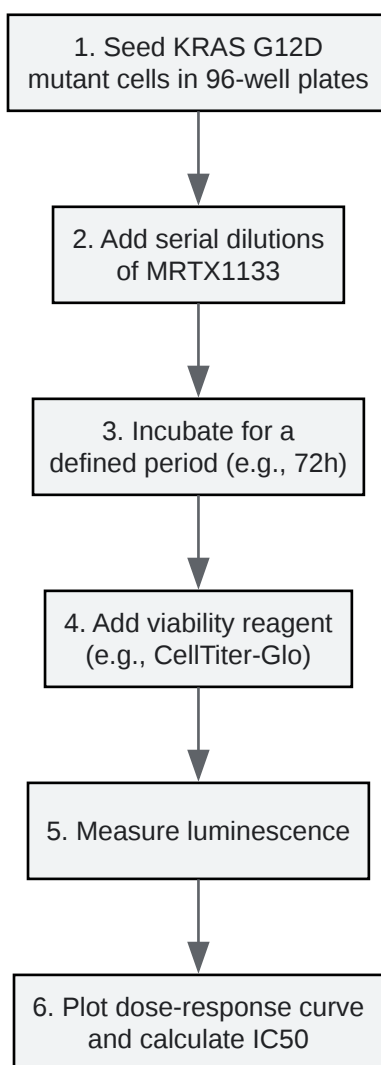 1. Seed KRAS G12D
mutant cells in 96-well plates
2. Add serial dilutions
of MRTX1133
3. Incubate for a
defined period (e.g., 72h)
4. Add viability reagent
(e.g., CellTiter-Glo)
5. Measure luminescence
6. Plot dose-response curve
and calculate IC50